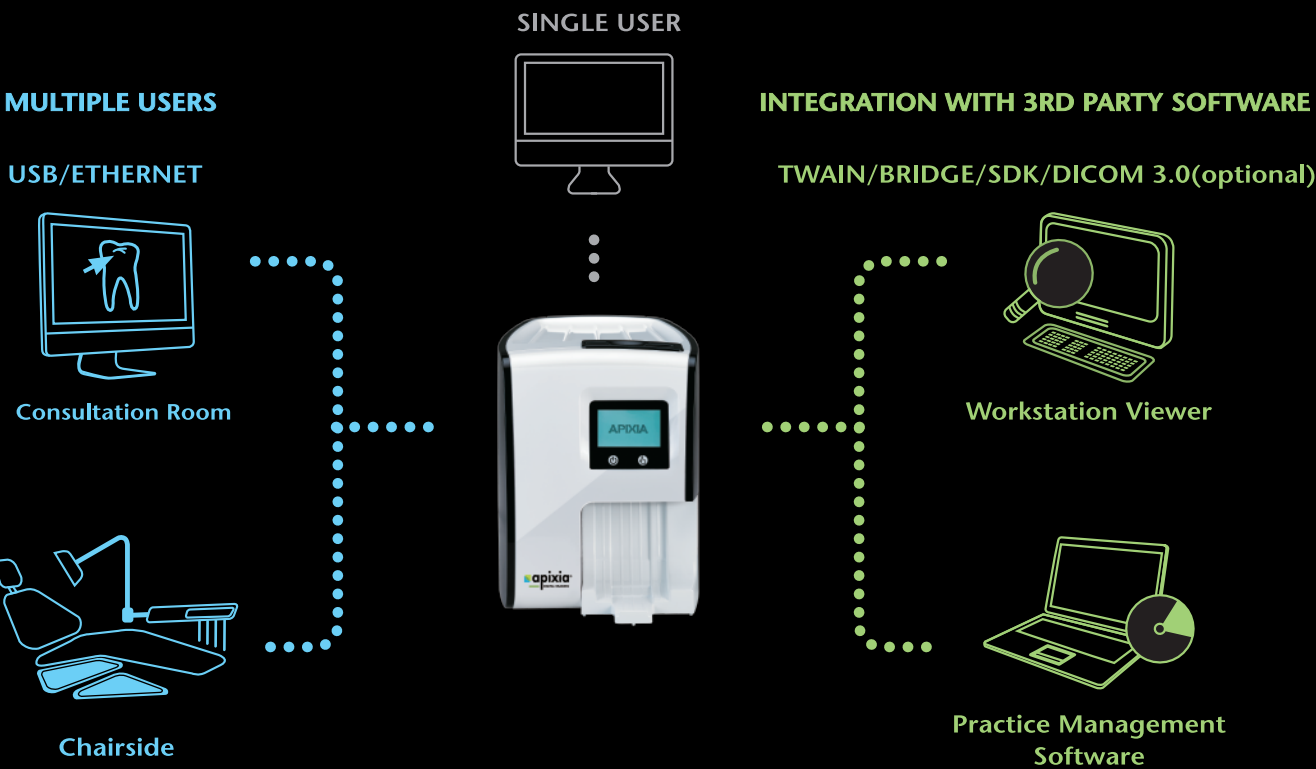 SINGLE USER
MULTIPLE USERS
USB/ETHERNET
Consultation Room
Chairside
APIXIA
apixia
INTEGRATION WITH 3RD PARTY SOFTWARE
TWAIN/BRIDGE/SDK/DICOM 3.0(optional)
Workstation Viewer
Practice Management
Software